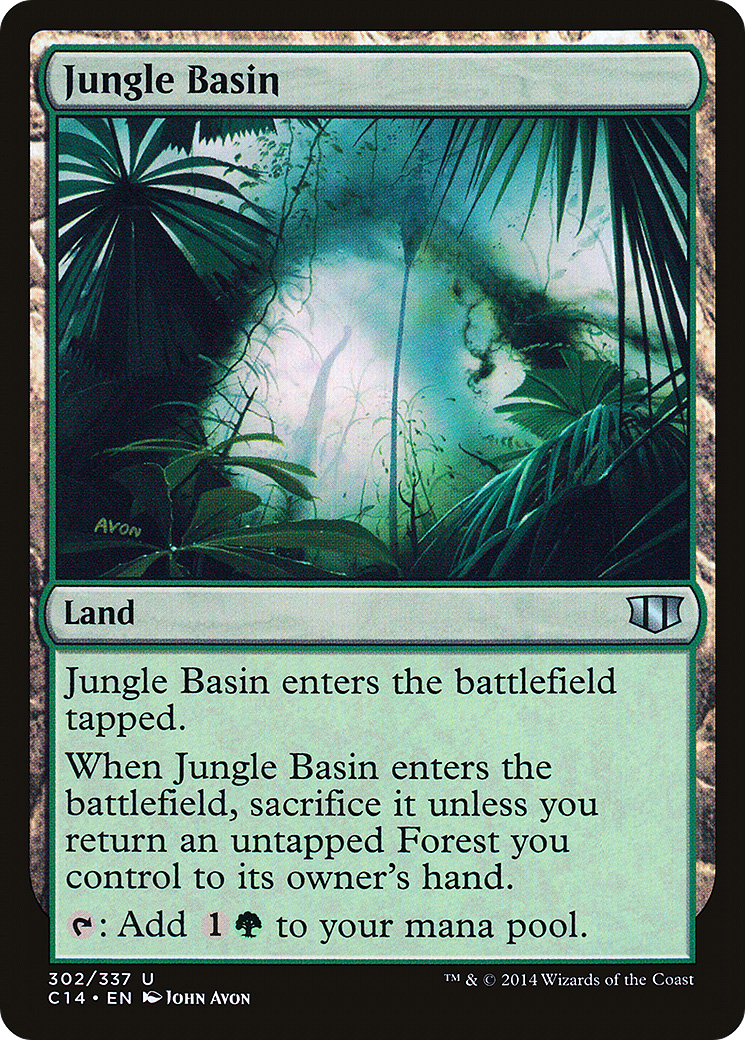 Jungle Basin
AVON
Land
Jungle Basin enters the battlefield
tapped.
When Jungle Basin enters the
battlefield, sacrifice it unless you
return an untapped Forest you
control to its owner's hand.
: Add 1 to your mana pool.
302/337 U
™ & © 2014 Wizards of the Coast
C14 • EN John Avon